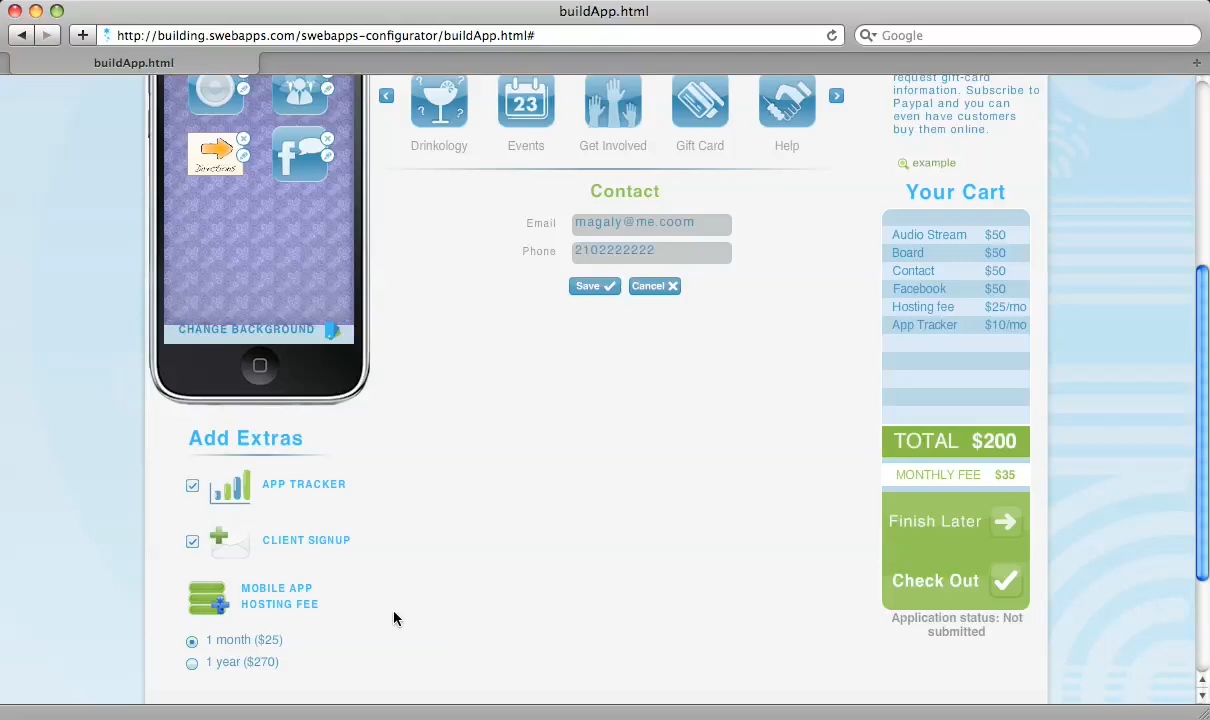 buildApp.html
http://building.swebapps.com/swebapps-configurator/buildApp.html#
Google
buildApp.html
request gift-card
information. Subscribe to
Paypal and you can
even have customers
buy them online.
example
23
Drinkology
Events
Get Involved
Gift Card
Help
Directions
CHANGE BACKGROUND
Contact
Email
magaly@me.coom
Phone
2102222222
Save
Cancel
Your Cart
Audio Stream $50
Board $50
Contact $50
Facebook $50
Hosting fee $25/mo
App Tracker $10/mo
TOTAL $200
MONTHLY FEE $35
Finish Later
Check Out
Application status: Not
submitted
Add Extras
APP TRACKER
CLIENT SIGNUP
MOBILE APP
HOSTING FEE
1 month ($25)
1 year ($270)